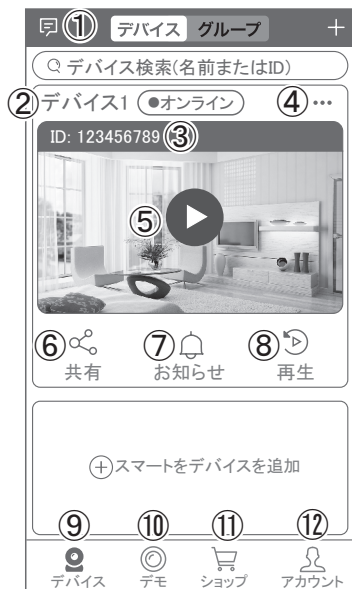 ① デバイス グループ ＋
デバイス検索(名前またはID)
②デバイス1 ●オンライン ④ •••
ID: 123456789 ③
⑤
⑥ ⑦ ⑧
共有 お知らせ 再生
＋スマートをデバイスを追加
⑨ ⑩ ⑪ ⑫
デバイス デモ ショップ アカウント